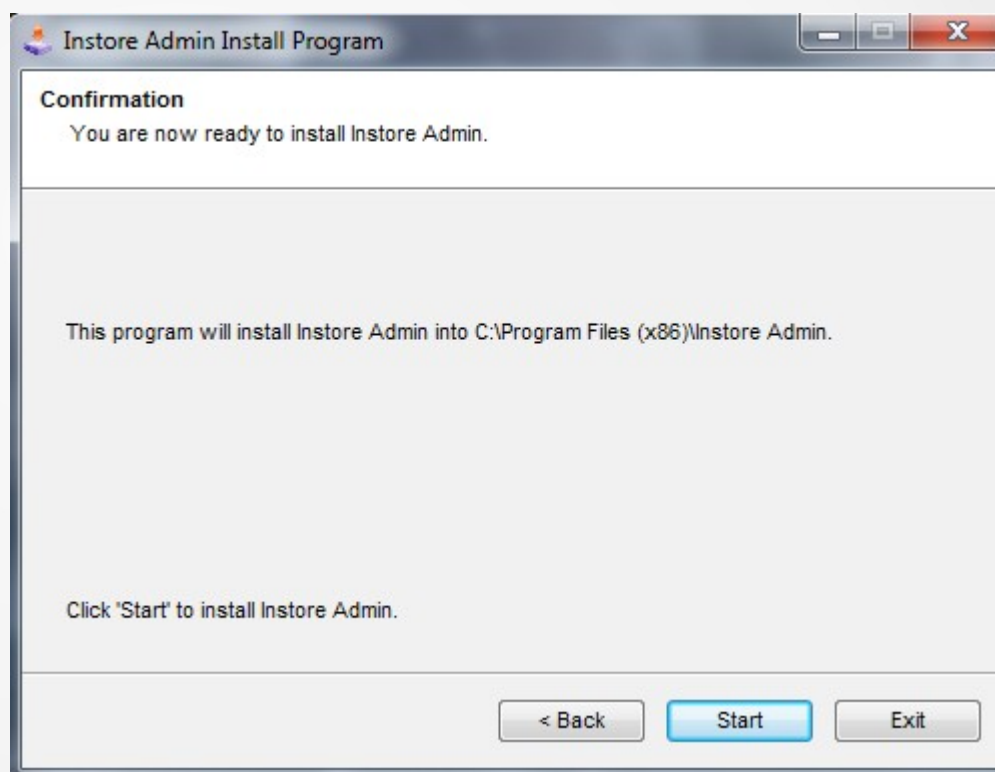 Instore Admin Install Program
Confirmation
You are now ready to install Instore Admin.
This program will install Instore Admin into C:\Program Files (x86)\Instore Admin.
Click 'Start' to install Instore Admin.
< Back Start Exit